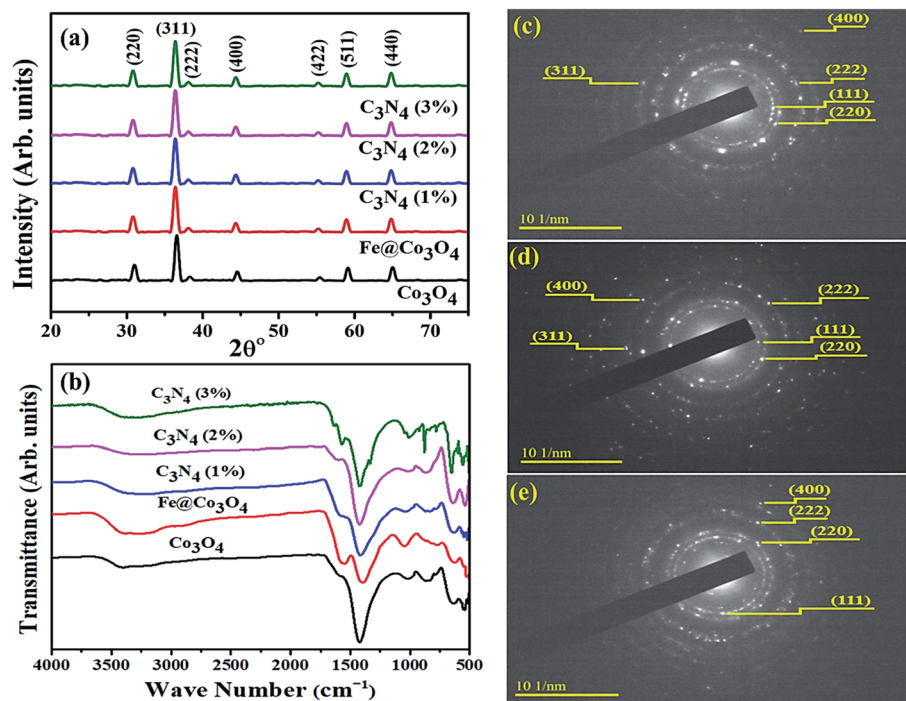 (a)
(220)
(311)
(222)
(400)
(422)
(511)
(440)
C₃N₄ (3%)
C₃N₄ (2%)
C₃N₄ (1%)
Fe@Co₃O₄
Co₃O₄
Intensity (Arb. units)
20 30 40 50 60 70
2θ°
(b)
C₃N₄ (3%)
C₃N₄ (2%)
C₃N₄ (1%)
Fe@Co₃O₄
Co₃O₄
Transmittance (Arb. units)
4000 3500 3000 2500 2000 1500 1000 500
Wave Number (cm⁻¹)
(c)
(400)
(311)
(222)
(111)
(220)
10 1/nm
(d)
(400)
(222)
(311)
(111)
(220)
10 1/nm
(e)
(400)
(222)
(220)
(111)
10 1/nm